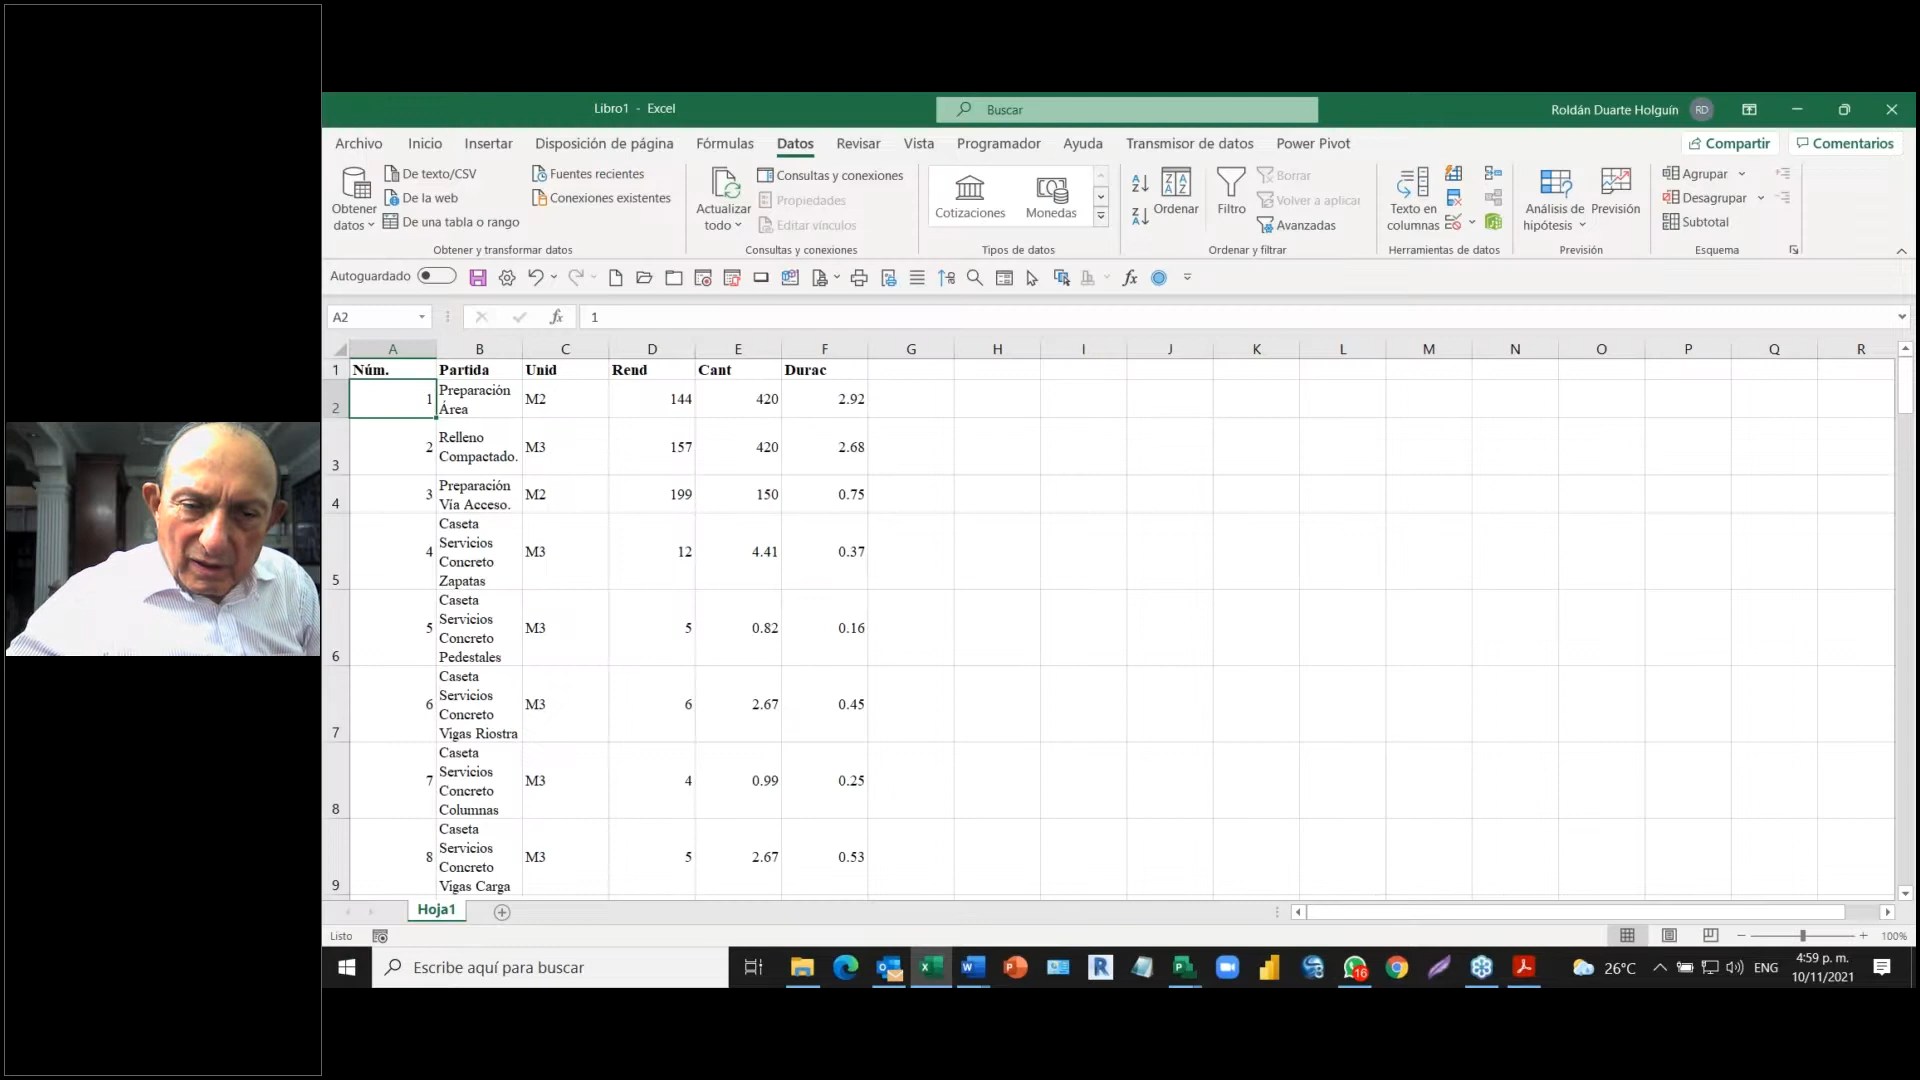 Libro1 - Excel
Buscar
Roldán Duarte Holguín
RD
Archivo Inicio Insertar Disposición de página Fórmulas Datos Revisar Vista Programador Ayuda Transmisor de datos Power Pivot
Compartir
Comentarios
Obtener datos
De texto/CSV
De la web
De una tabla o rango
Fuentes recientes
Conexiones existentes
Obtener y transformar datos
Actualizar todo
Consultas y conexiones
Propiedades
Editar vínculos
Consultas y conexiones
Cotizaciones
Monedas
Tipos de datos
Ordenar
Filtro
Borrar
Volver a aplicar
Avanzadas
Ordenar y filtrar
Texto en columnas
Herramientas de datos
Análisis de hipótesis
Previsión
Previsión
Agrupar
Desagrupar
Subtotal
Esquema
Autoguardado
A2
fx
1
A B C D E F G H I J K L M N O P Q R
1 Núm. Partida Unid Rend Cant Durac
2 1 Preparación Área M2 144 420 2.92
3 2 Relleno Compactado. M3 157 420 2.68
4 3 Preparación Vía Acceso. M2 199 150 0.75
5 4 Caseta Servicios Concreto Zapatas M3 12 4.41 0.37
6 5 Caseta Servicios Concreto Pedestales M3 5 0.82 0.16
7 6 Caseta Servicios Concreto Vigas Riostra M3 6 2.67 0.45
8 7 Caseta Servicios Concreto Columnas M3 4 0.99 0.25
9 8 Caseta Servicios Concreto Vigas Carga M3 5 2.67 0.53
Hoja1
Listo
100%
Escribe aquí para buscar
16
26°C
ENG
4:59 p. m.
10/11/2021